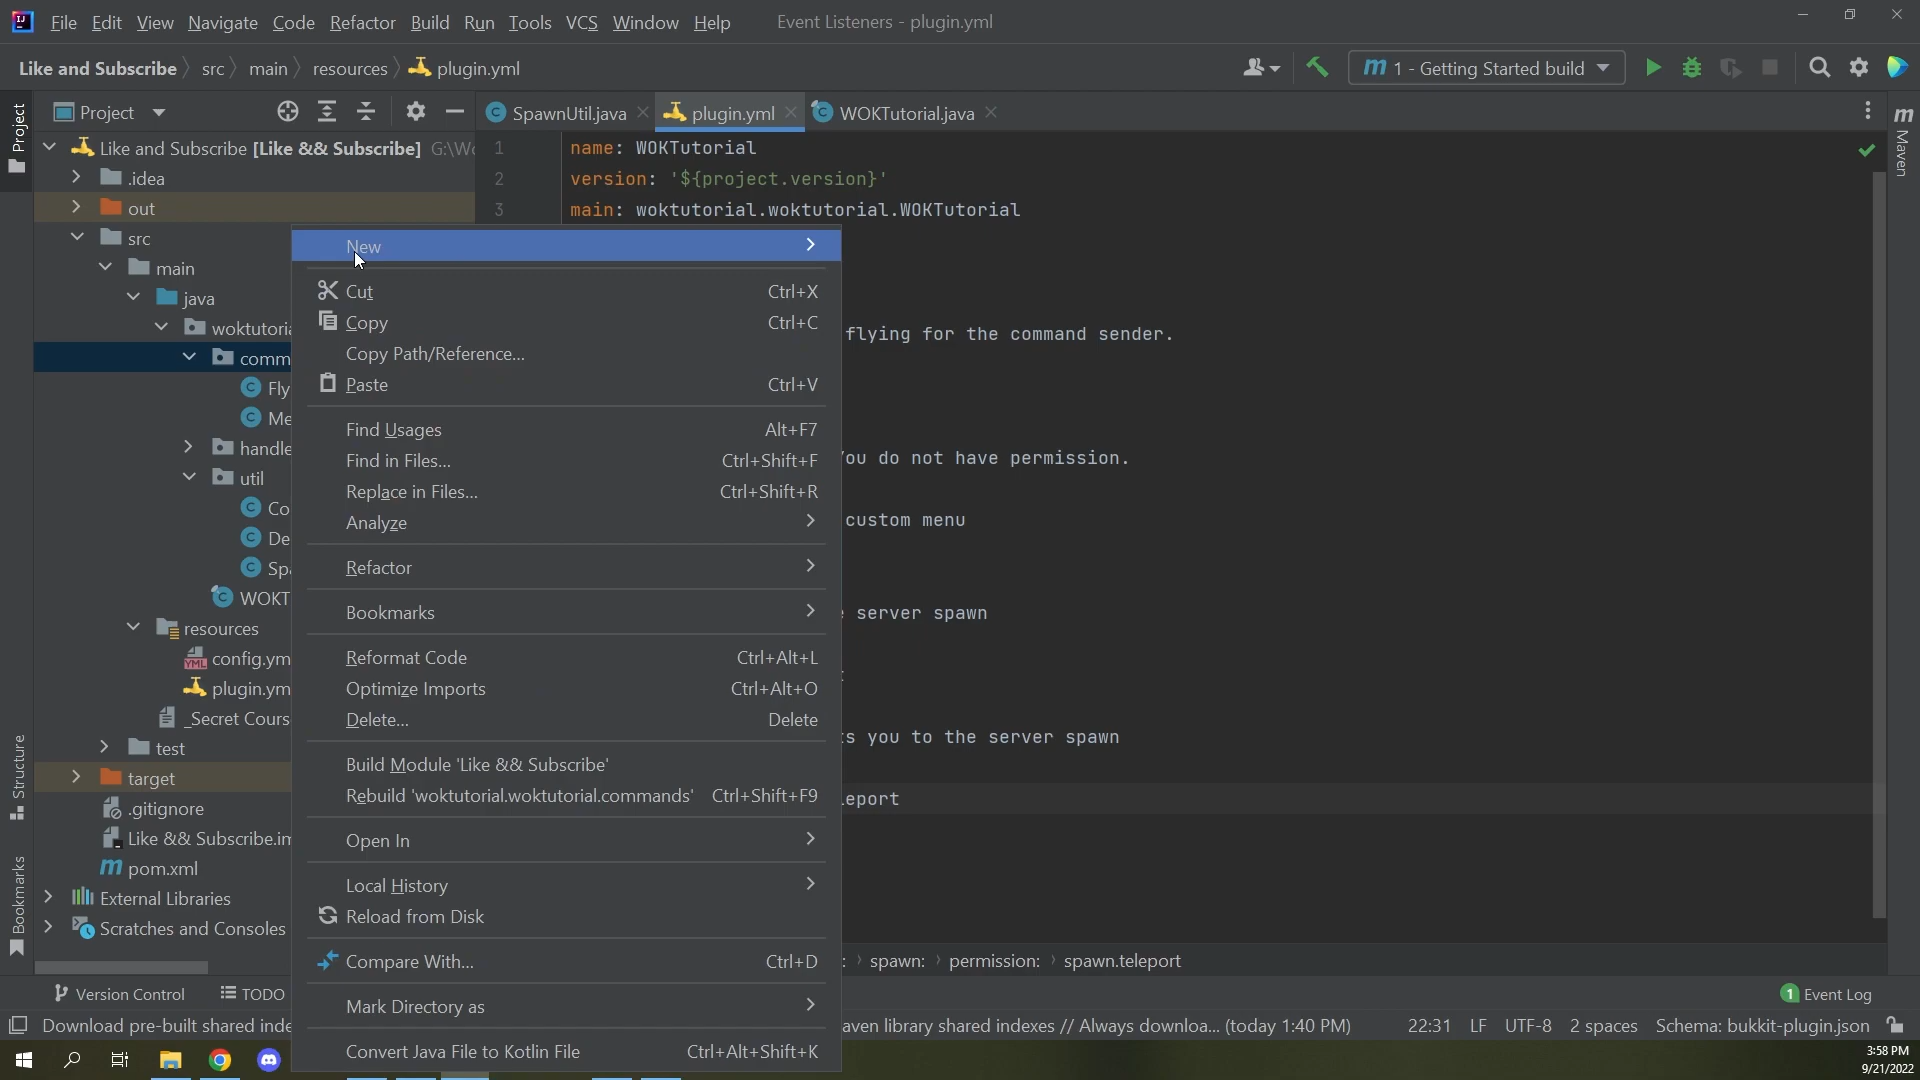 File Edit View Navigate Code Refactor Build Run Tools VCS Window Help Event Listeners - plugin.yml
Like and Subscribe src main resources plugin.yml 1 - Getting Started build
Project Project SpawnUtil.java plugin.yml WOKTutorial.java
Maven
Like and Subscribe [Like && Subscribe]
.idea
out
src
main
java
woktutoria
comm
Fly
Me
handle
util
Co
De
Spa
WOKT
resources
config.ym
plugin.ym
_Secret Cours
test
target
.gitignore
Like && Subscribe.im
pom.xml
External Libraries
Scratches and Consoles
Structure
Bookmarks
1 name: WOKTutorial
2 version: '${project.version}'
3 main: woktutorial.woktutorial.WOKTutorial
flying for the command sender.
ou do not have permission.
custom menu
server spawn
s you to the server spawn
eport
New
Cut Ctrl+X
Copy Ctrl+C
Copy Path/Reference...
Paste Ctrl+V
Find Usages Alt+F7
Find in Files... Ctrl+Shift+F
Replace in Files... Ctrl+Shift+R
Analyze
Refactor
Bookmarks
Reformat Code Ctrl+Alt+L
Optimize Imports Ctrl+Alt+O
Delete... Delete
Build Module 'Like && Subscribe'
Rebuild 'woktutorial.woktutorial.commands' Ctrl+Shift+F9
Open In
Local History
Reload from Disk
Compare With... Ctrl+D
Mark Directory as
Convert Java File to Kotlin File Ctrl+Alt+Shift+K
: spawn: permission: spawn.teleport
Version Control TODO 1 Event Log
Download pre-built shared inde aven library shared indexes // Always downloa... (today 1:40 PM) 22:31 LF UTF-8 2 spaces Schema: bukkit-plugin.json
3:58 PM
9/21/2022